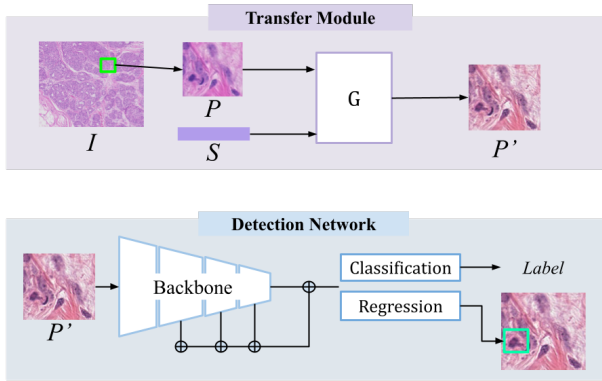 Transfer Module
I
P
S
G
P'
Detection Network
P'
Backbone
Classification
Regression
Label